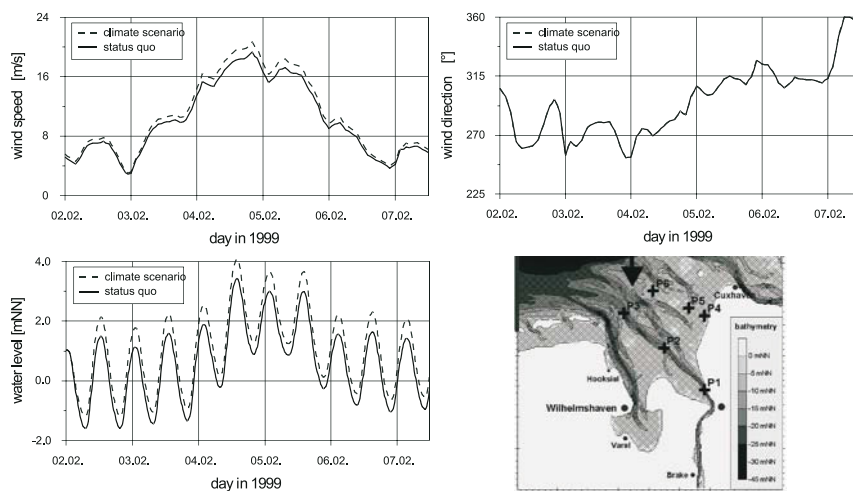 24
16
8
0
wind speed [m/s]
climate scenario
status quo
02.02. 03.02. 04.02. 05.02. 06.02. 07.02.
day in 1999
360
315
270
225
wind direction [°]
climate scenario
status quo
02.02. 03.02. 04.02. 05.02. 06.02. 07.02.
day in 1999
4,0
2.0
0.0
-2,0
water level [mNN]
climate scenario
status quo
02.02. 03.02. 04.02. 05.02. 06.02. 07.02.
day in 1999
P6
P3
P5
P4
Cuxhaven
P2
P1
Hooksiel
Wilhelmshaven
Varel
Brake
bathymetry
0 mNN
-5 mNN
-10 mNN
-15 mNN
-20 mNN
-25 mNN
-30 mNN
-45 mNN